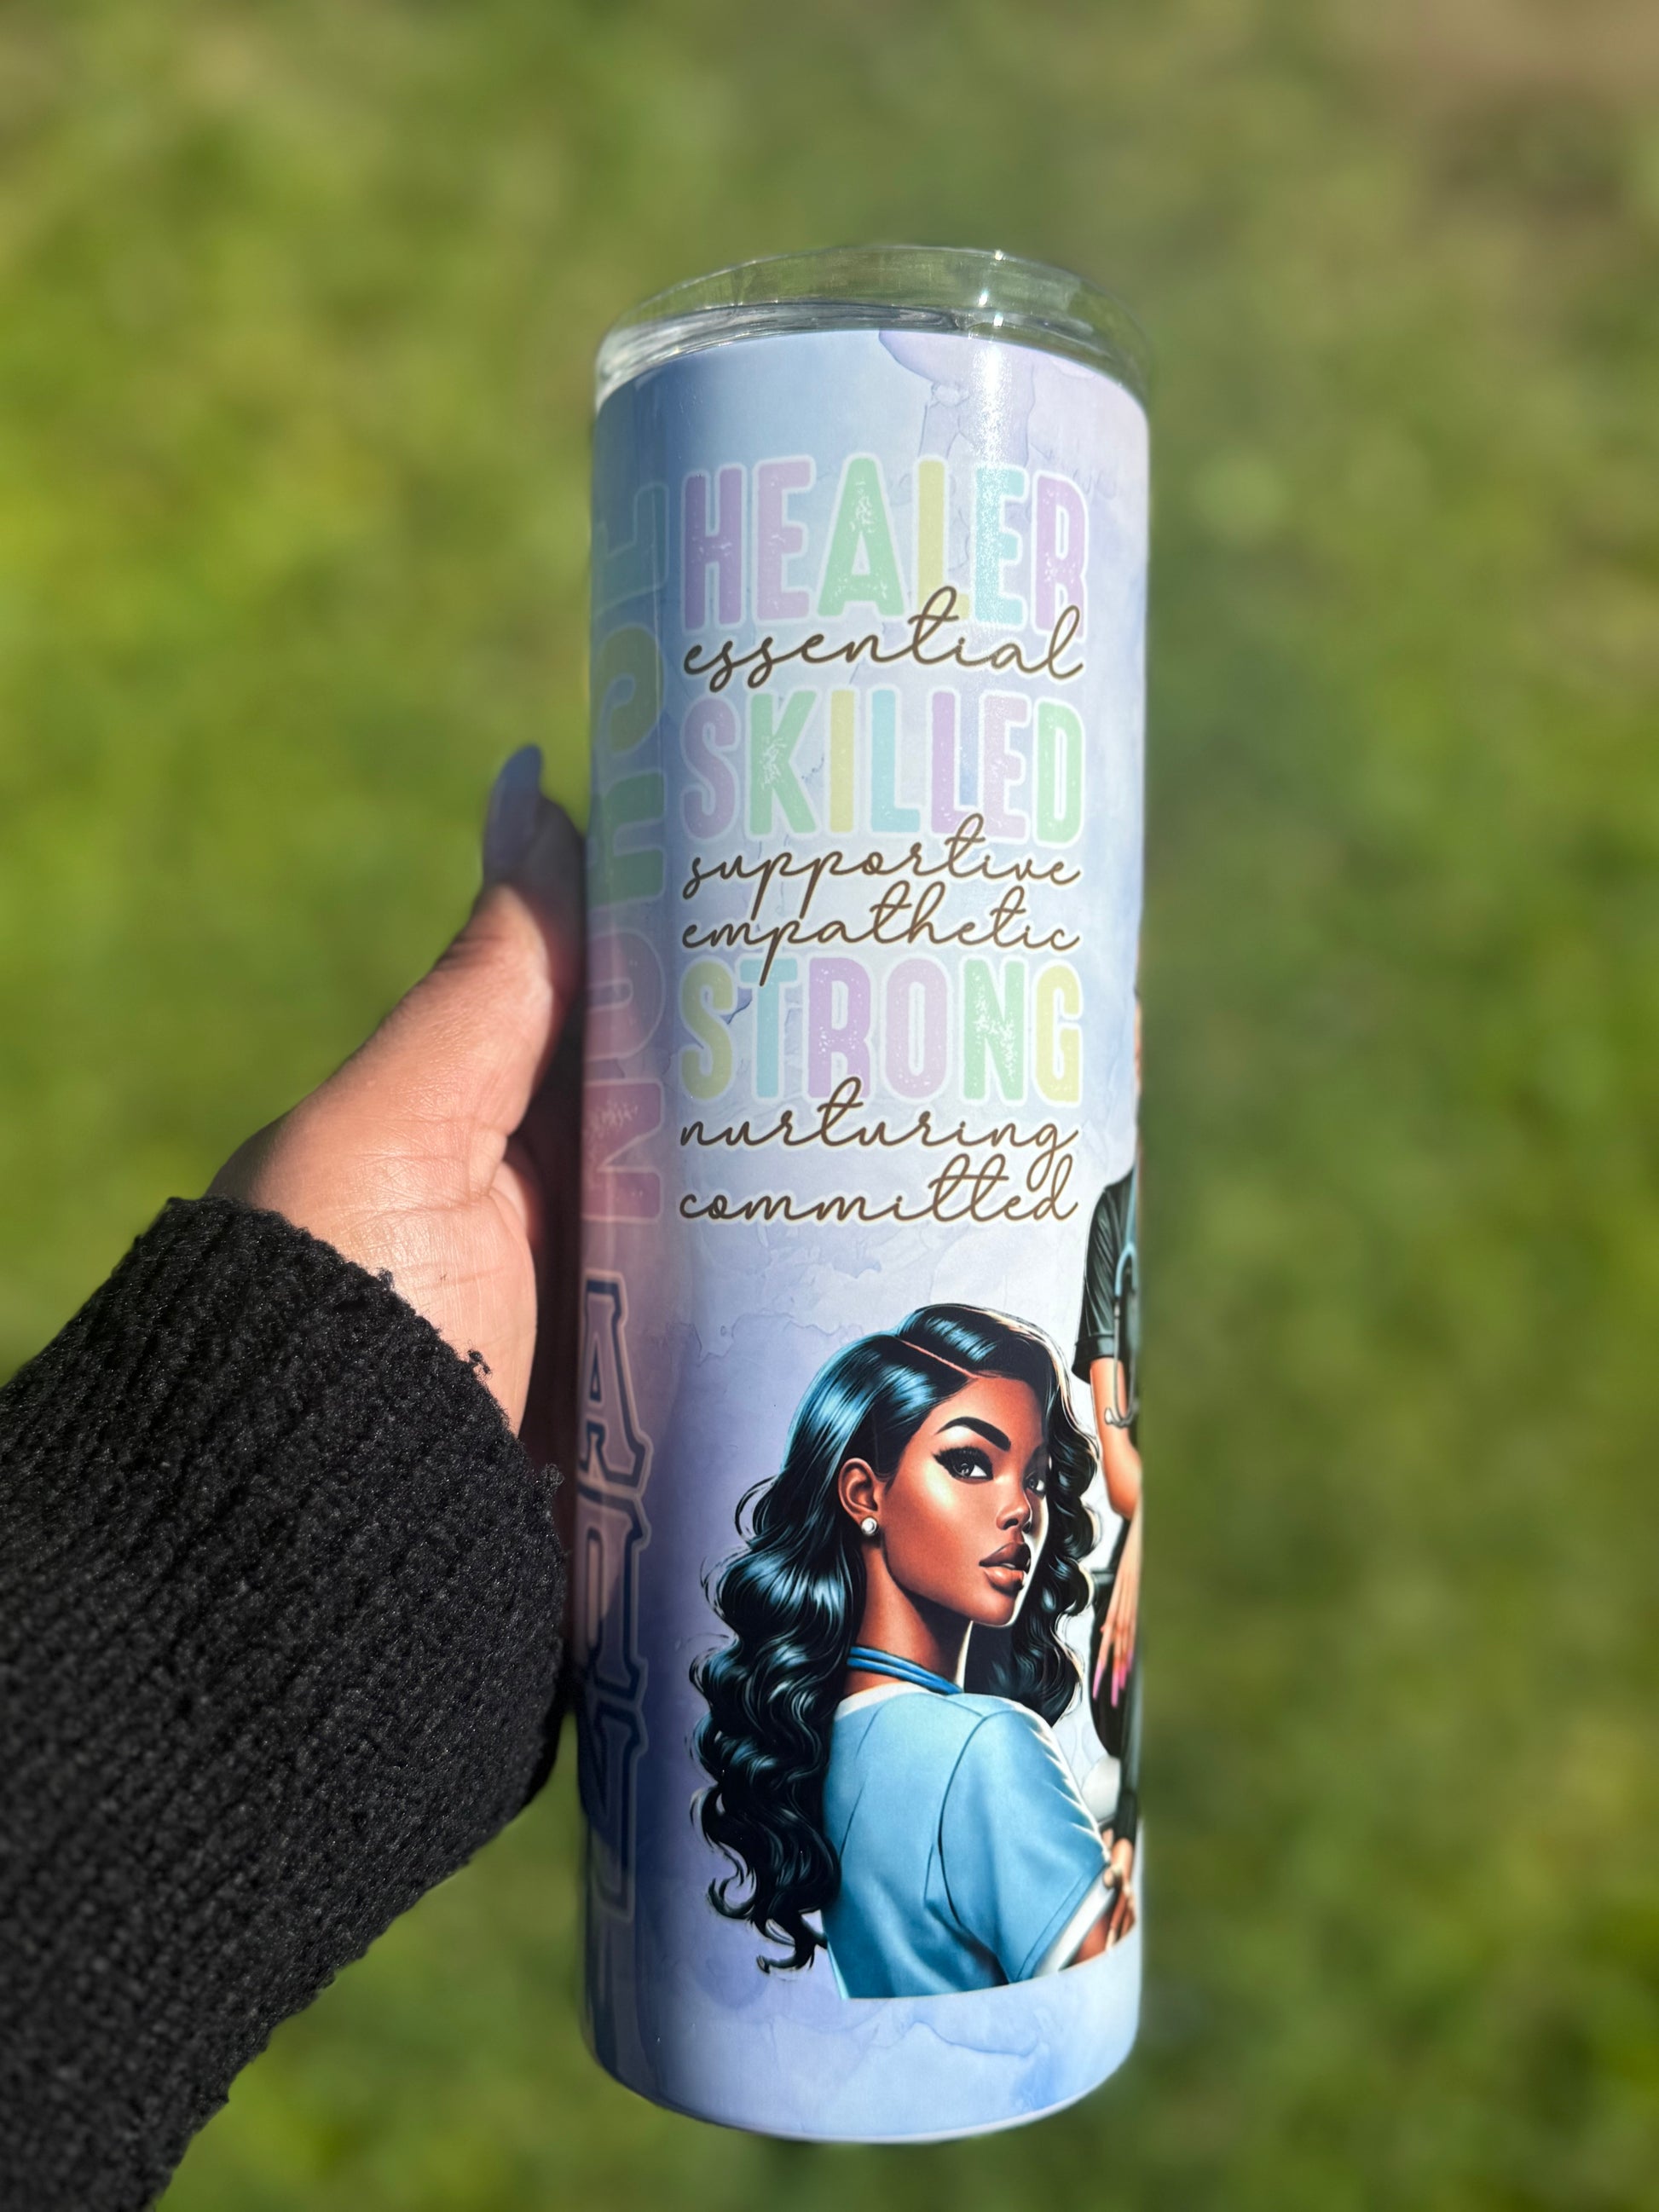 HEALER
essential
SKILLED
supportive
empathetic
STRONG
nurturing
committed